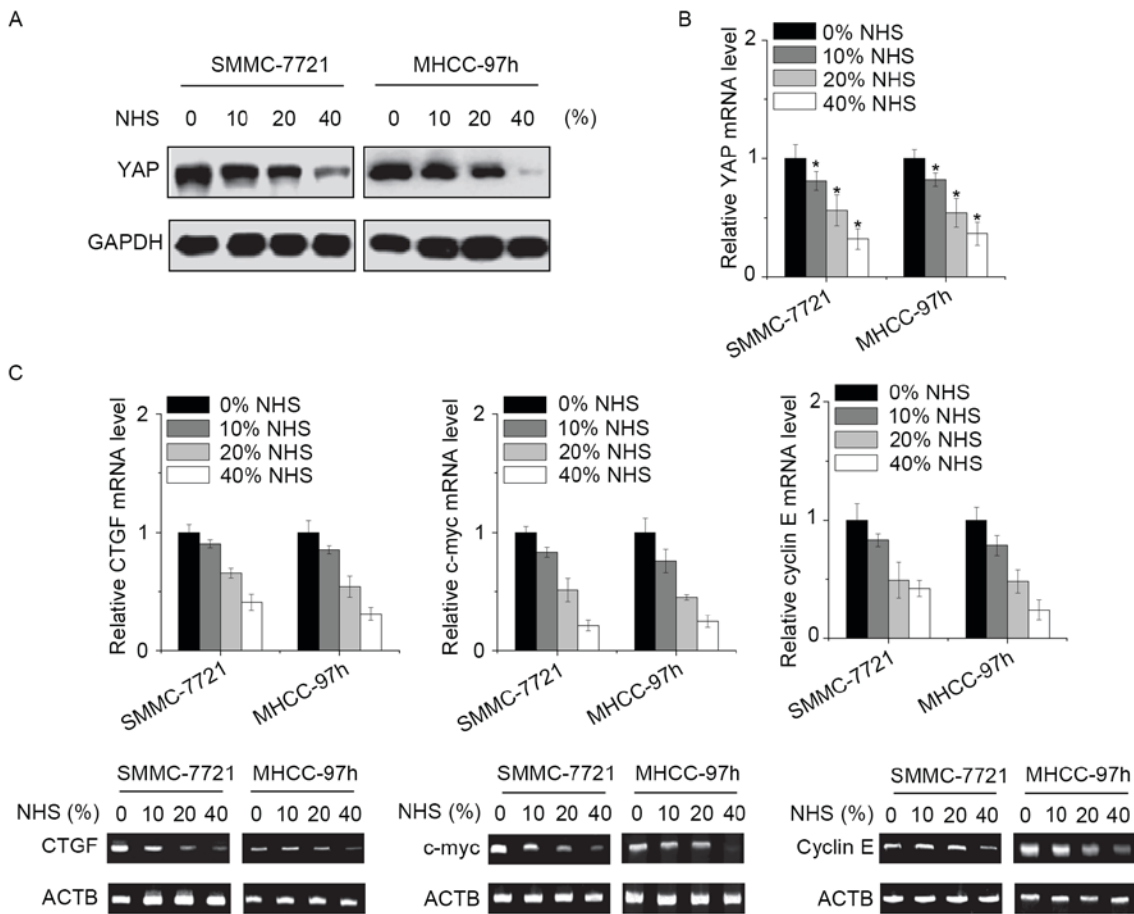 A
SMMC-7721 MHCC-97h
NHS 0 10 20 40 0 10 20 40 (%)
YAP
GAPDH
B
0% NHS
10% NHS
20% NHS
40% NHS
Relative YAP mRNA level
2
1
0
* * * * * *
SMMC-7721
MHCC-97h
C
0% NHS
10% NHS
20% NHS
40% NHS
Relative CTGF mRNA level
2
1
0
SMMC-7721
MHCC-97h
0% NHS
10% NHS
20% NHS
40% NHS
Relative c-myc mRNA level
2
1
0
SMMC-7721
MHCC-97h
0% NHS
10% NHS
20% NHS
40% NHS
Relative cyclin E mRNA level
2
1
0
SMMC-7721
MHCC-97h
SMMC-7721 MHCC-97h
NHS (%) 0 10 20 40 0 10 20 40
CTGF
ACTB
SMMC-7721 MHCC-97h
NHS (%) 0 10 20 40 0 10 20 40
c-myc
ACTB
SMMC-7721 MHCC-97h
NHS (%) 0 10 20 40 0 10 20 40
Cyclin E
ACTB